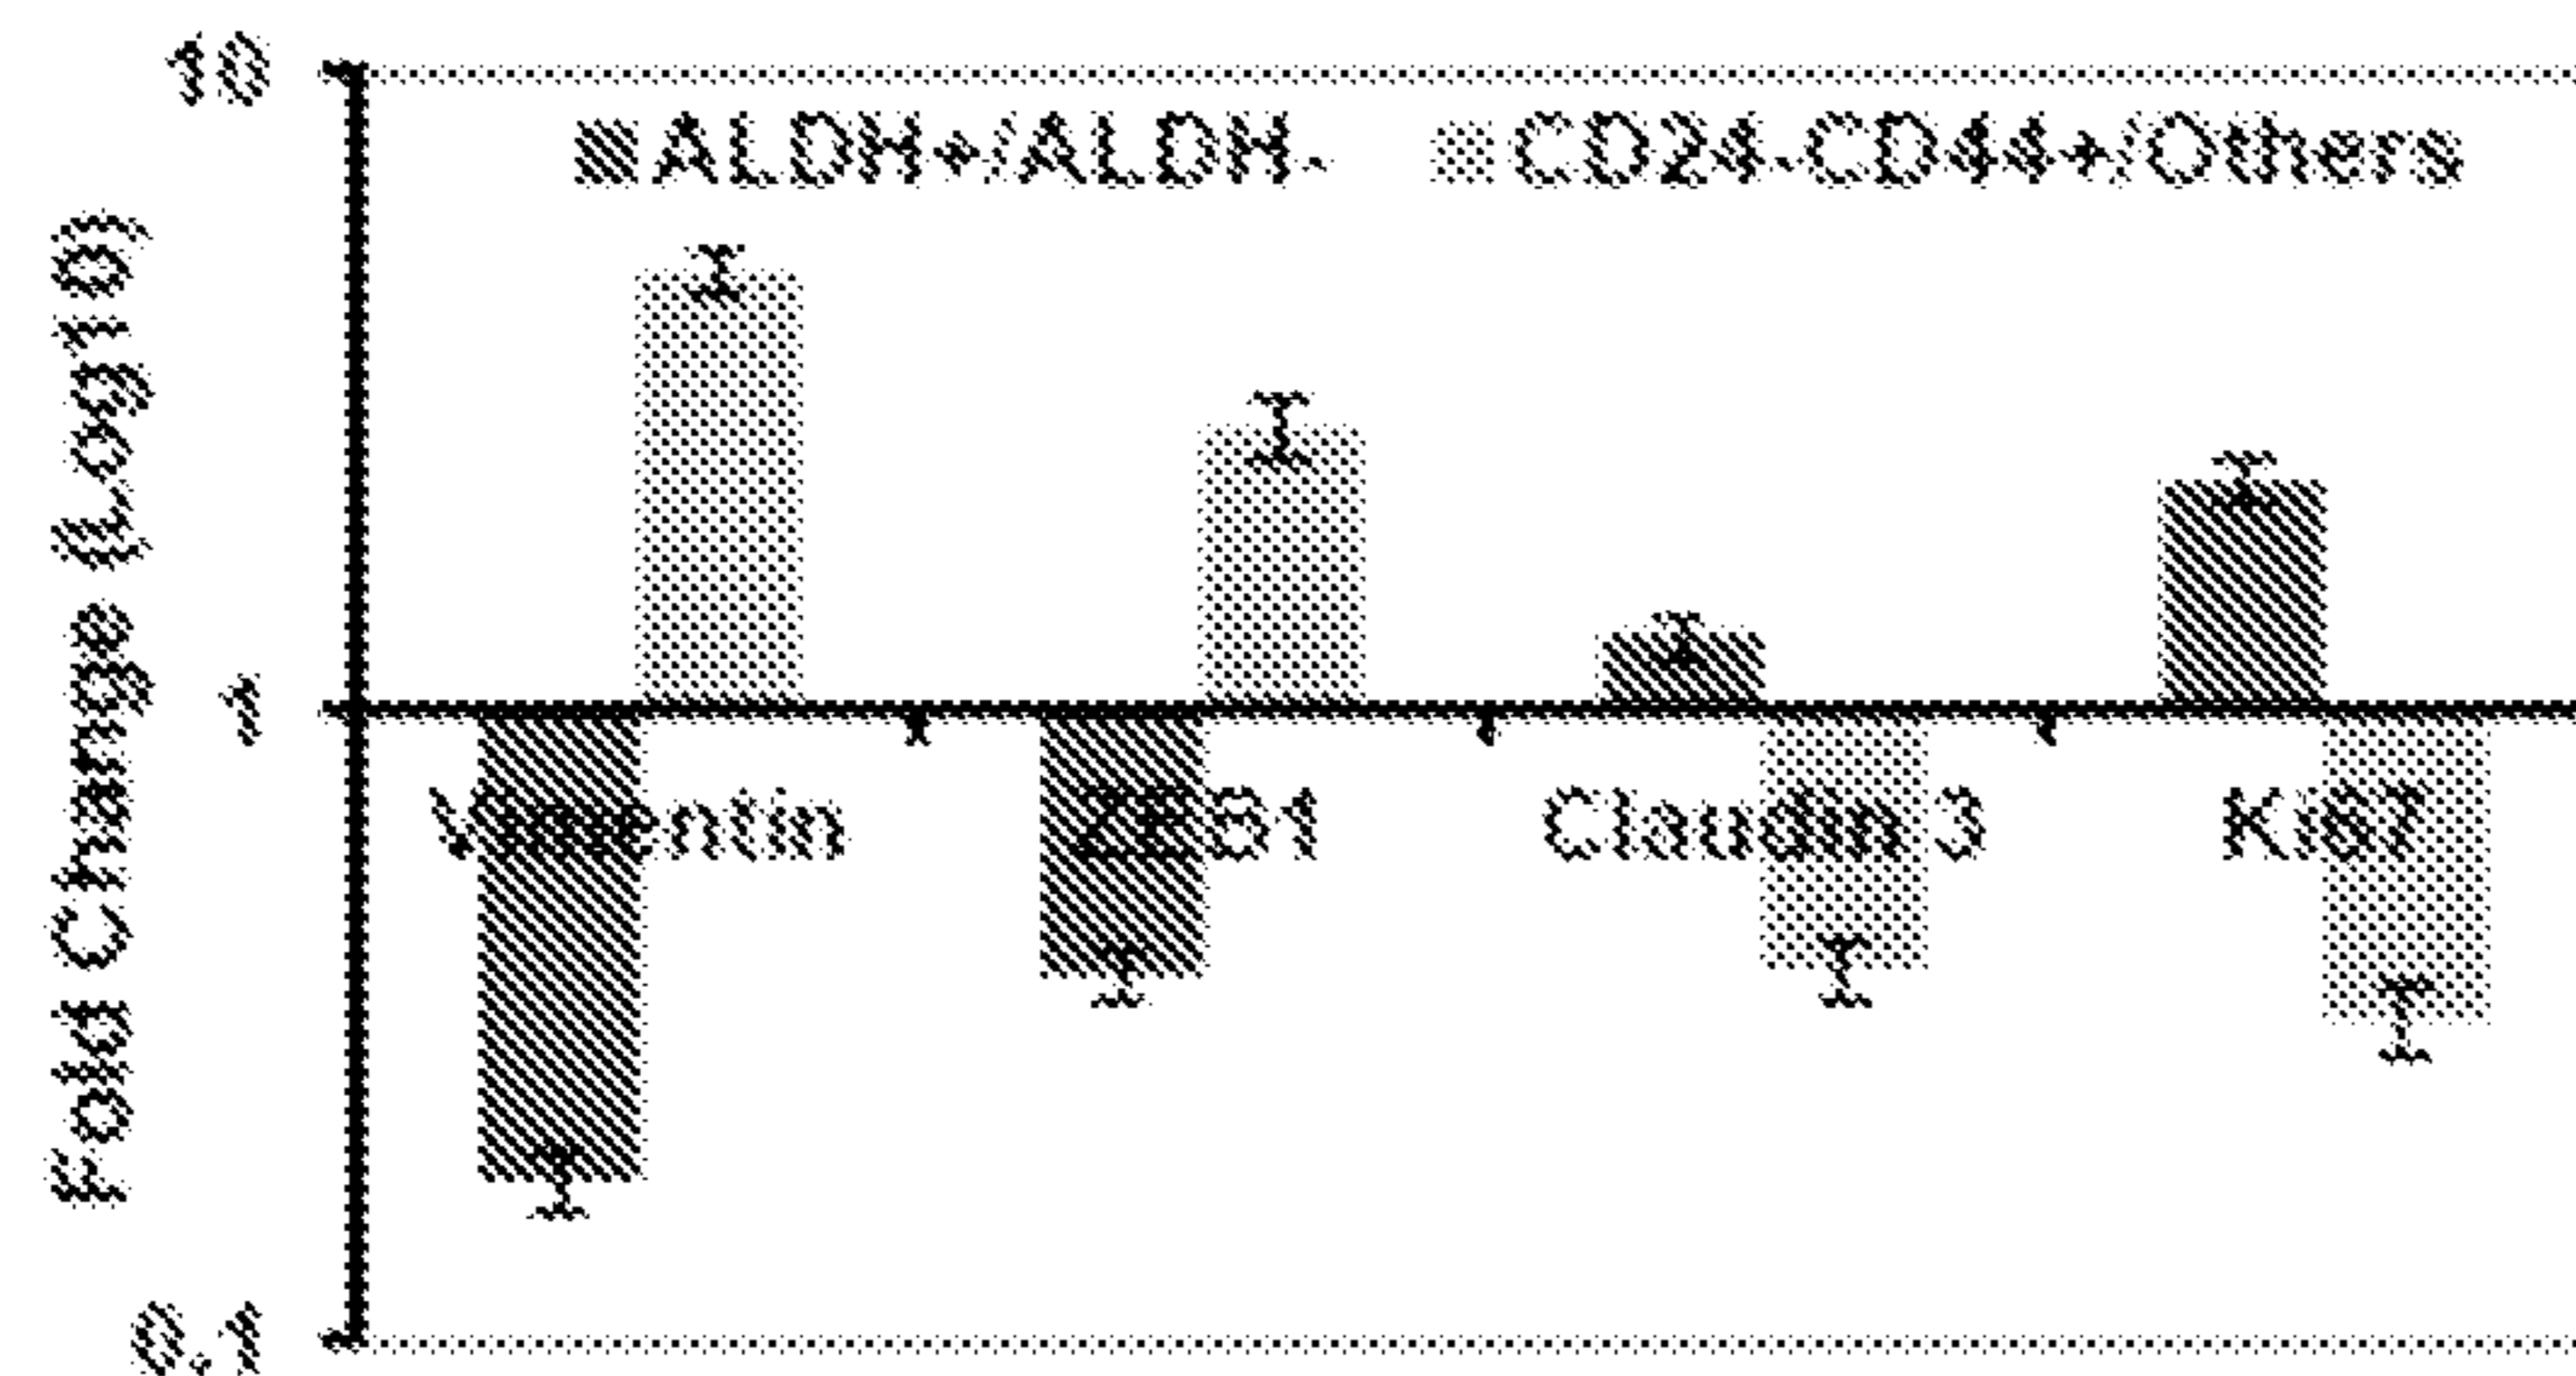 10
ALDH+/ALDH- CD24-CD44+/Others
Fold Change (Log10)
1
Vimentin ZEB1 Claudin 3 Ki67
0.1